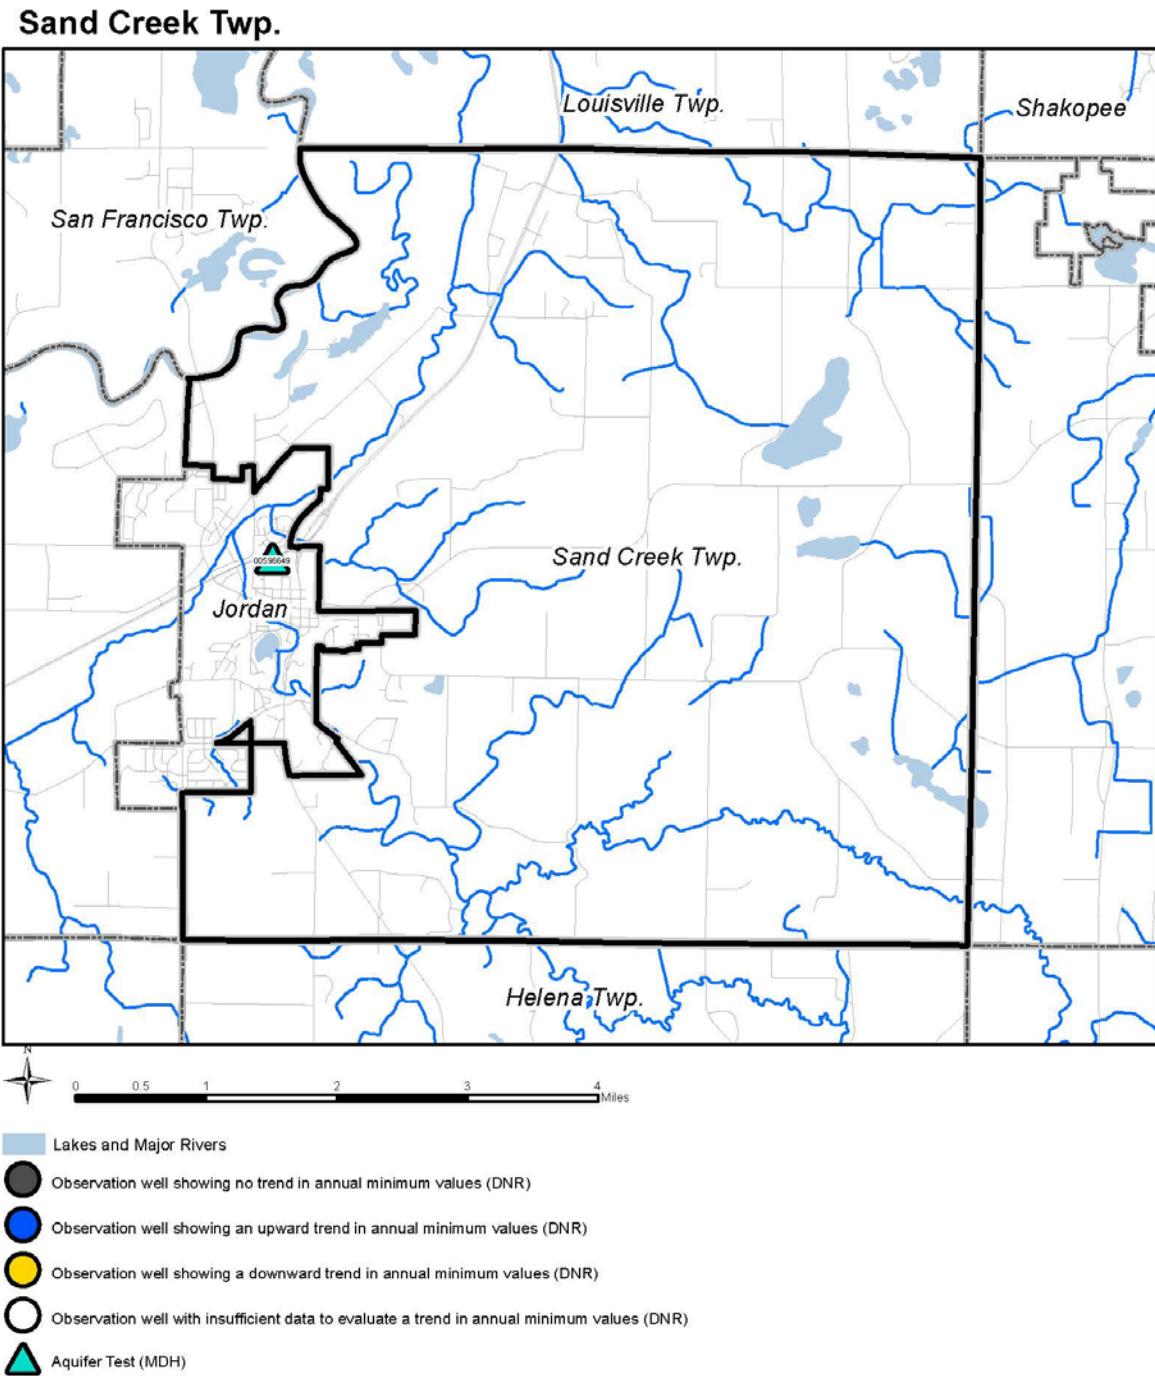 Sand Creek Twp.
Louisville Twp.
Shakopee
San Francisco Twp.
Sand Creek Twp.
00596649
Jordan
Helena Twp.
N
0 0.5 1 2 3 4
Miles
Lakes and Major Rivers
Observation well showing no trend in annual minimum values (DNR)
Observation well showing an upward trend in annual minimum values (DNR)
Observation well showing a downward trend in annual minimum values (DNR)
Observation well with insufficient data to evaluate a trend in annual minimum values (DNR)
Aquifer Test (MDH)